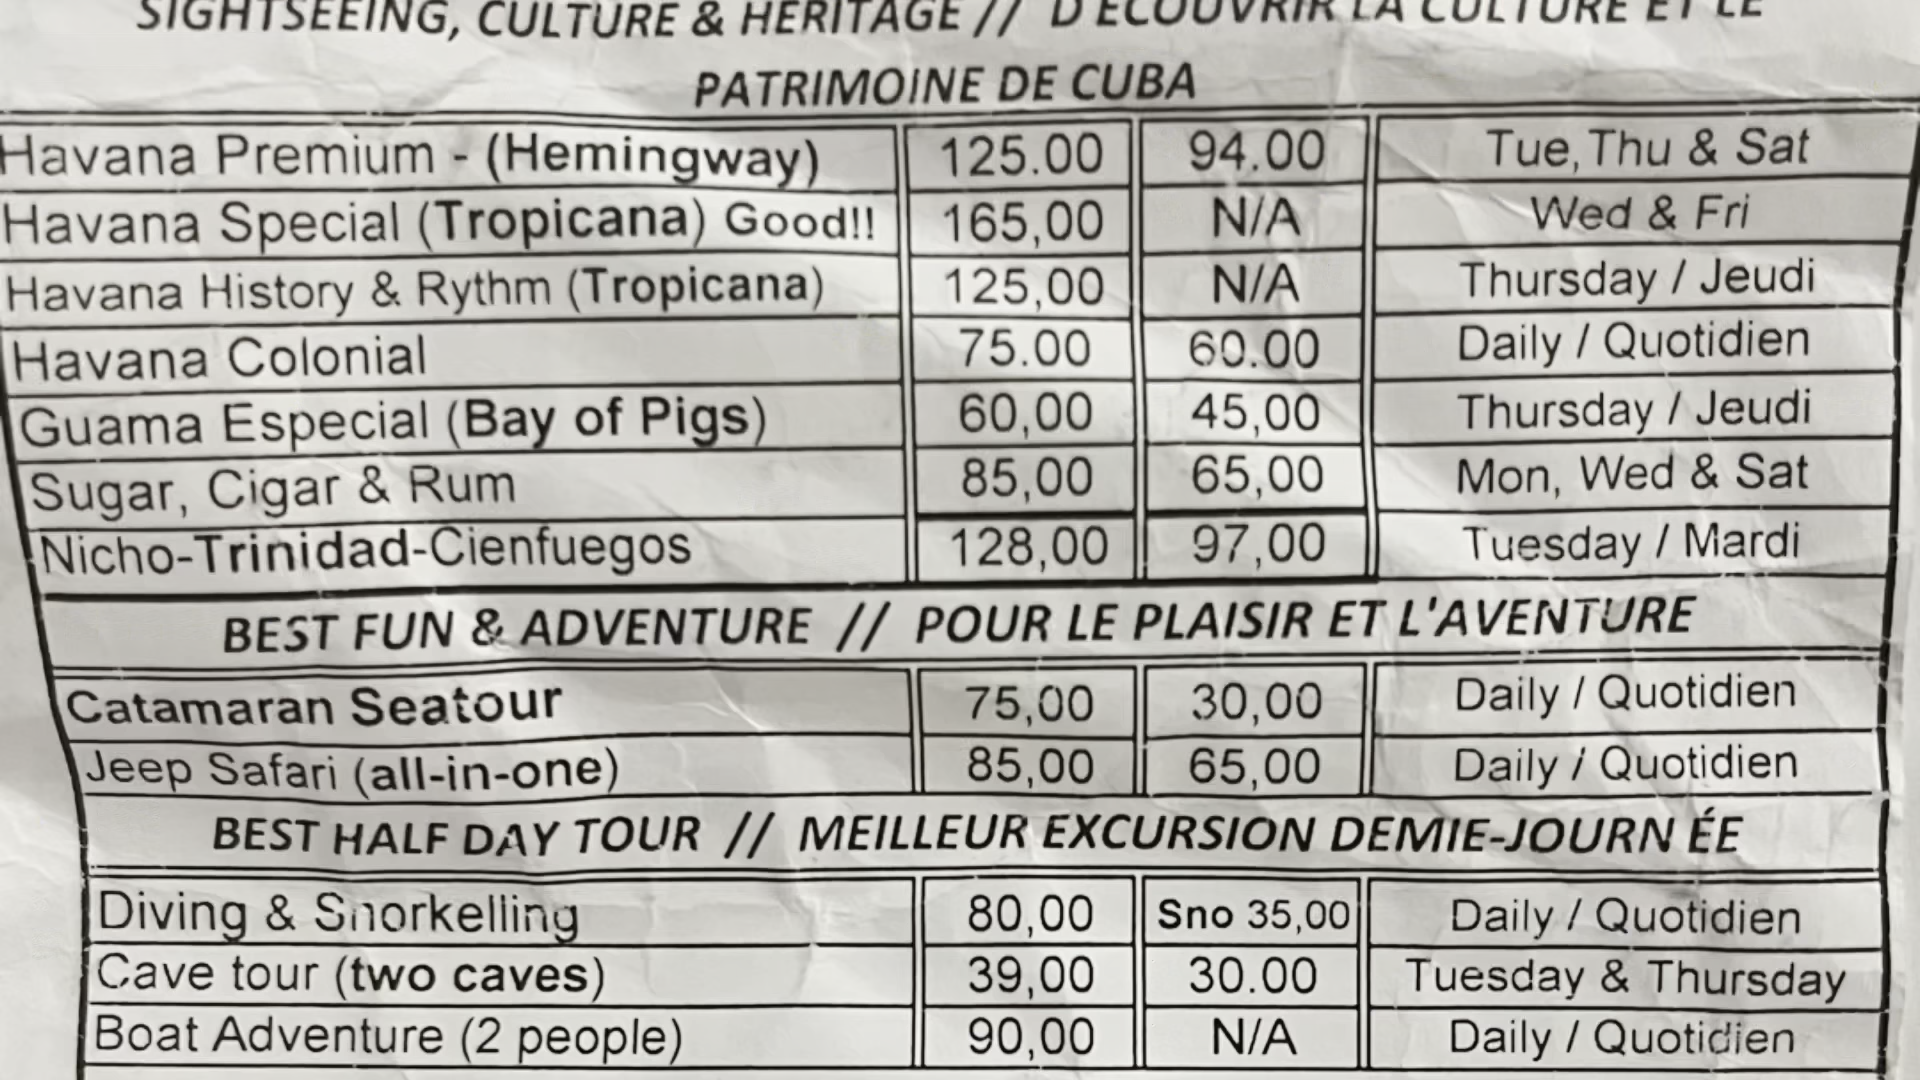 SIGHTSEEING, CULTURE & HERITAGE // D'ECOUVRIR LA CULTURE ET LE
PATRIMOINE DE CUBA
Havana Premium - (Hemingway) 125.00 94.00 Tue,Thu & Sat
Havana Special (Tropicana) Good!! 165,00 N/A Wed & Fri
Havana History & Rythm (Tropicana) 125,00 N/A Thursday / Jeudi
Havana Colonial 75.00 60.00 Daily / Quotidien
Guama Especial (Bay of Pigs) 60,00 45,00 Thursday / Jeudi
Sugar, Cigar & Rum 85,00 65,00 Mon, Wed & Sat
Nicho-Trinidad-Cienfuegos 128,00 97,00 Tuesday / Mardi
BEST FUN & ADVENTURE // POUR LE PLAISIR ET L'AVENTURE
Catamaran Seatour 75,00 30,00 Daily / Quotidien
Jeep Safari (all-in-one) 85,00 65,00 Daily / Quotidien
BEST HALF DAY TOUR // MEILLEUR EXCURSION DEMIE-JOURN ÉE
Diving & Snorkelling 80,00 Sno 35,00 Daily / Quotidien
Cave tour (two caves) 39,00 30.00 Tuesday & Thursday
Boat Adventure (2 people) 90,00 N/A Daily / Quotidien